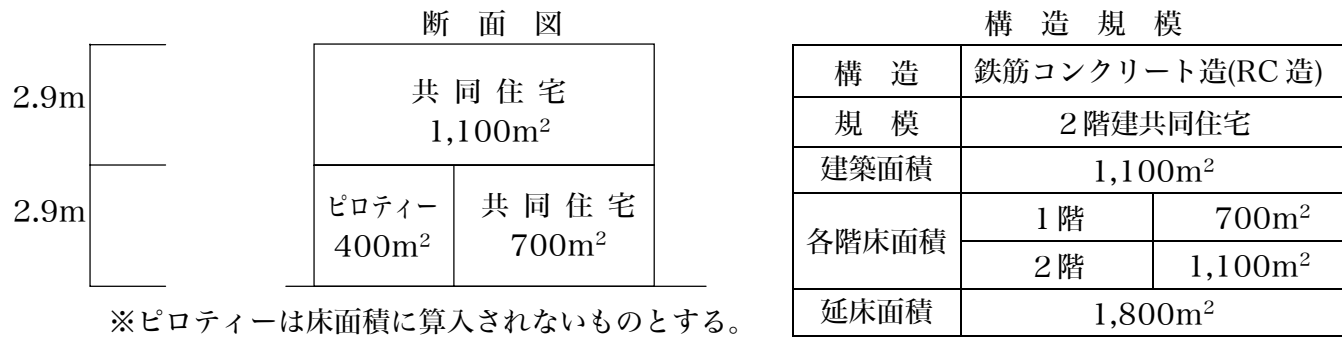 断 面 図
2.9m
2.9m
共 同 住 宅
1,100m²
ピロティー
400m²
共 同 住 宅
700m²
※ピロティーは床面積に算入されないものとする。
構 造 規 模
構 造 鉄筋コンクリート造(RC 造)
規 模 2階建共同住宅
建築面積 1,100m²
各階床面積 1階 700m²
2階 1,100m²
延床面積 1,800m²